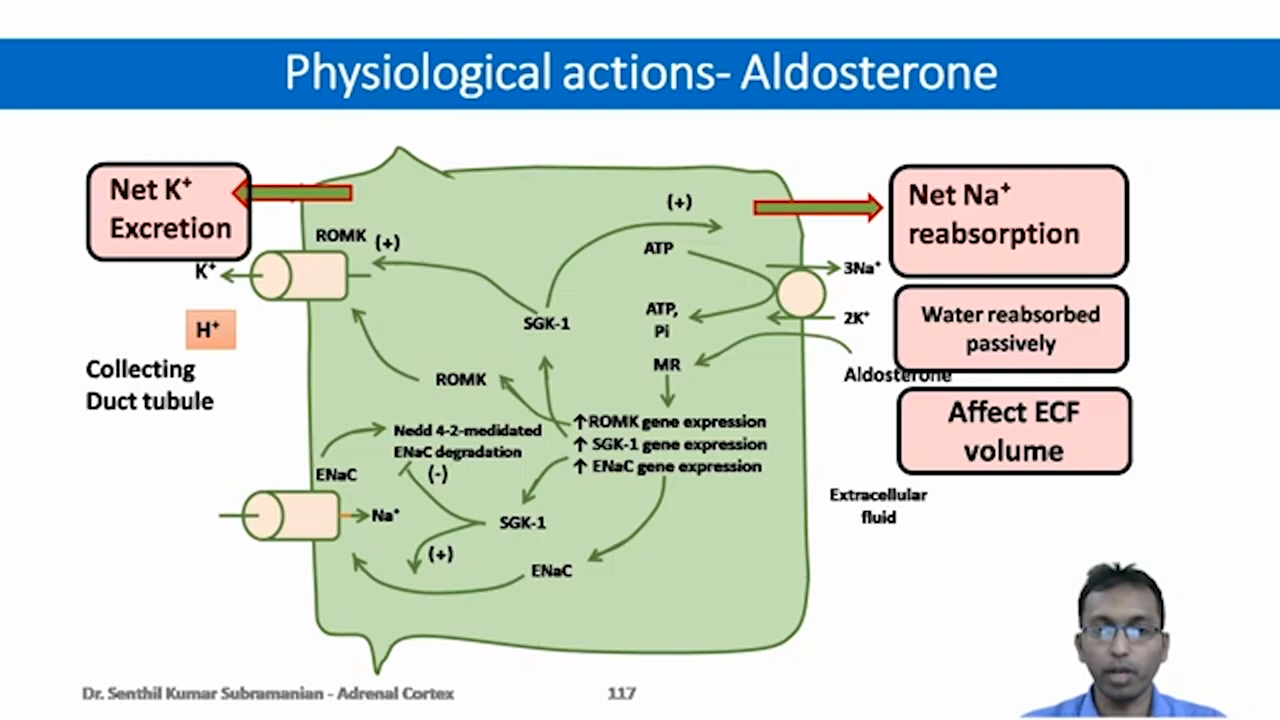 Physiological actions- Aldosterone
Net K⁺
Excretion
Net Na⁺
reabsorption
ROMK
(+)
(+)
ATP
K⁺
3Na⁺
ATP,
Pi
2K⁺
SGK-1
H⁺
Water reabsorbed
passively
MR
Aldosterone
Collecting
Duct tubule
ROMK
↑ROMK gene expression
↑ SGK-1 gene expression
↑ ENaC gene expression
Affect ECF
volume
Nedd 4-2-medidated
ENaC degradation
(-)
ENaC
Na⁺
SGK-1
(+)
ENaC
Extracellular
fluid
Dr. Senthil Kumar Subramanian - Adrenal Cortex
117